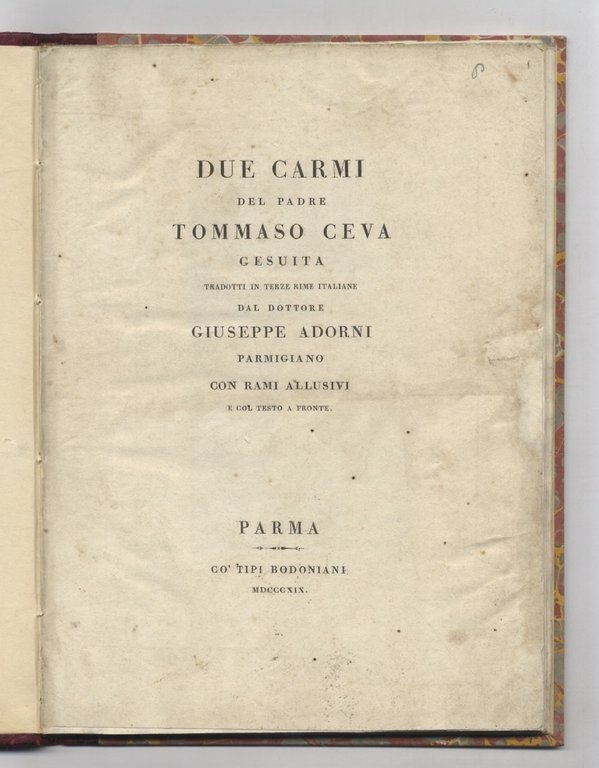 DUE CARMI
DEL PADRE
TOMMASO CEVA
GESUITA
TRADOTTI IN TERZE RIME ITALIANE
DAL DOTTORE
GIUSEPPE ADORNI
PARMIGIANO
CON RAMI ALLUSIVI
E COL TESTO A FRONTE.
PARMA
CO' TIPI BODONIANI
MDCCCXIX.